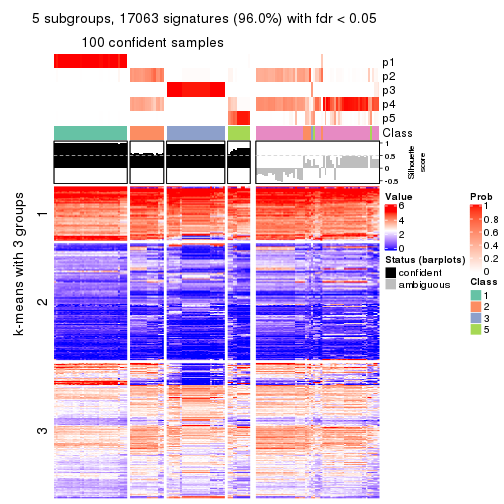 5 subgroups, 17063 signatures (96.0%) with fdr < 0.05
100 confident samples
p1
p2
p3
p4
p5
Class
1
0.5
0
-0.5
Silhouette
score
k-means with 3 groups
1
2
3
Value
6
4
2
0
Status (barplots)
confident
ambiguous
Prob
1
0.8
0.6
0.4
0.2
0
Class
1
2
3
5